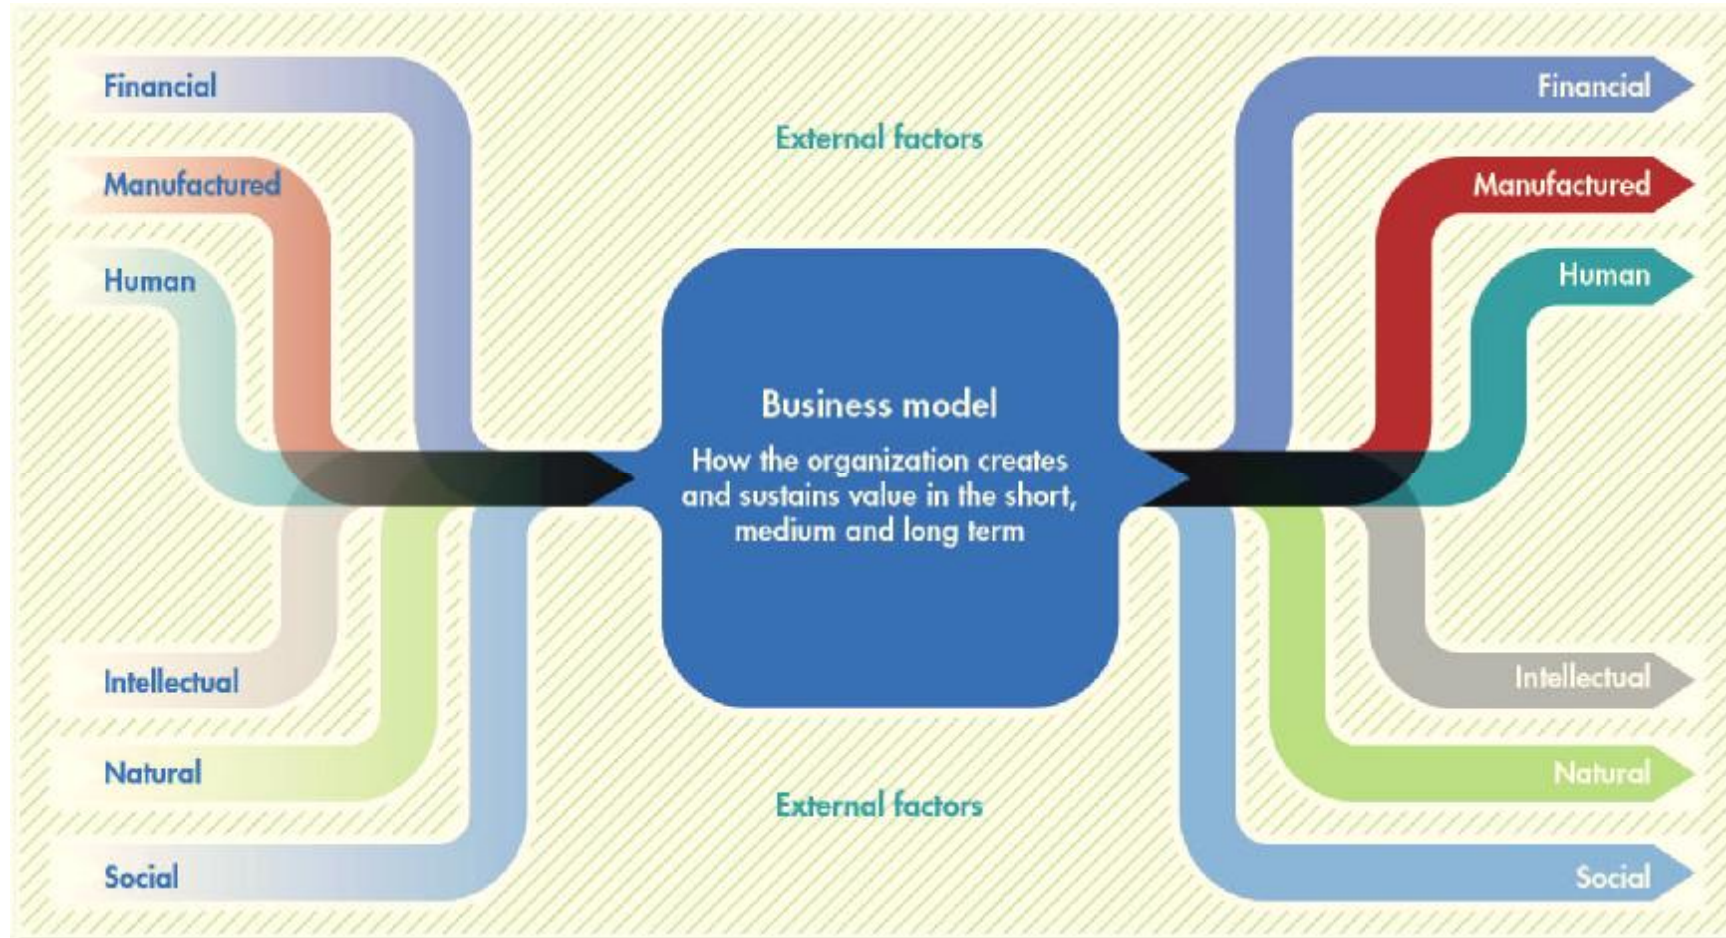 Financial
Manufactured
Human
Intellectual
Natural
Social
External factors
Business model
How the organization creates
and sustains value in the short,
medium and long term
External factors
Financial
Manufactured
Human
Intellectual
Natural
Social